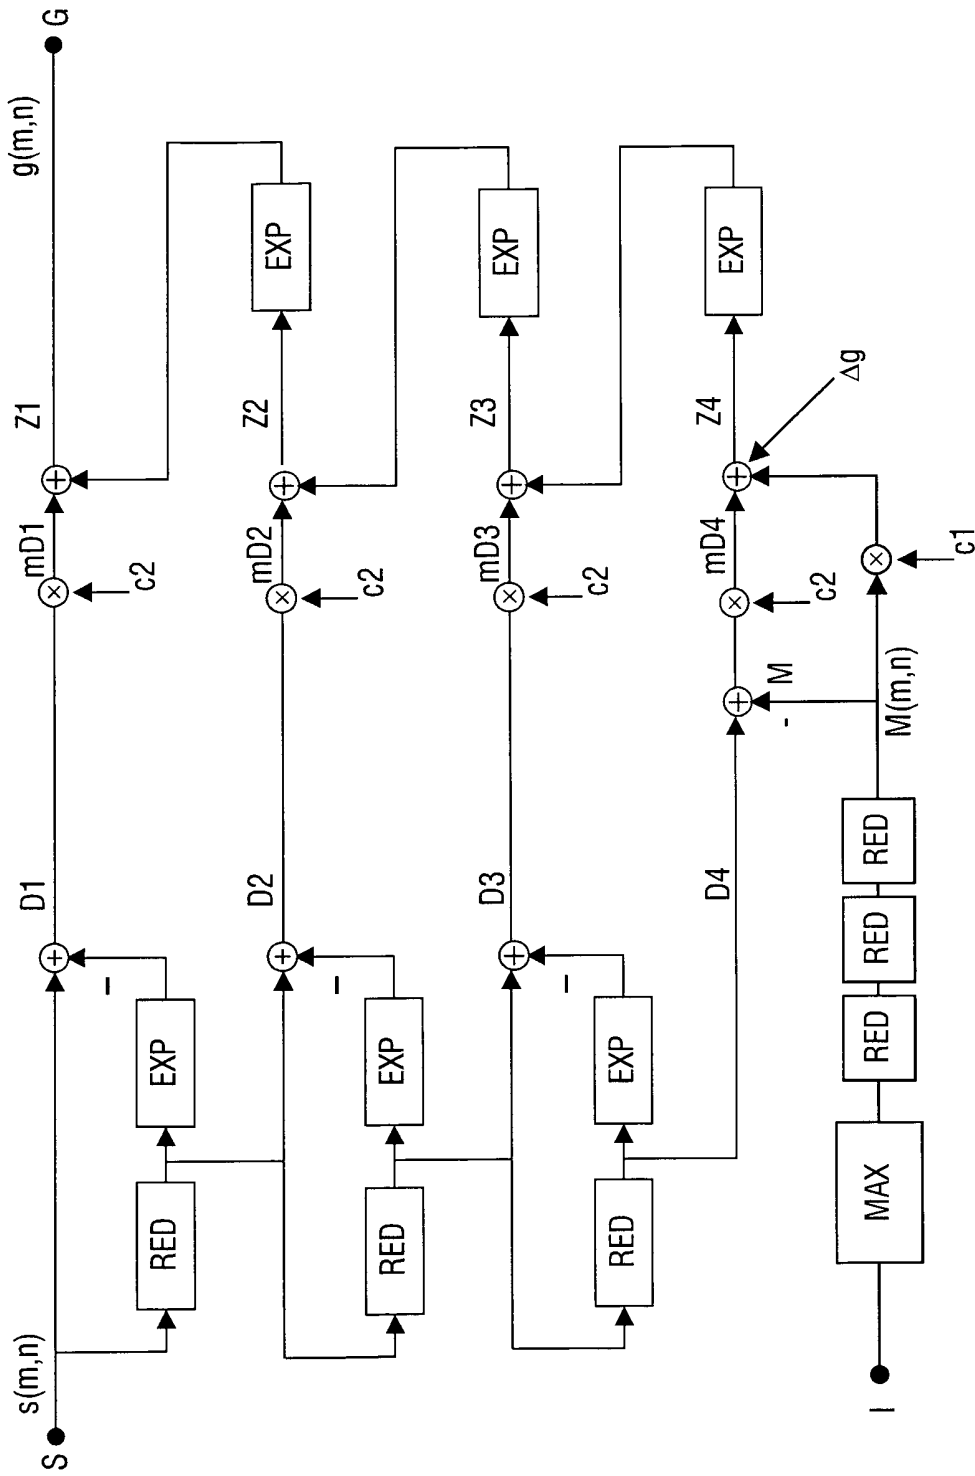 S
s(m,n)
D1
mD1
Z1
g(m,n)
G
RED
EXP
−
c2
D2
mD2
Z2
EXP
RED
EXP
−
c2
D3
mD3
Z3
EXP
RED
EXP
−
c2
D4
mD4
Z4
EXP
-
M
c2
Δg
I
MAX
RED
RED
RED
M(m,n)
c1